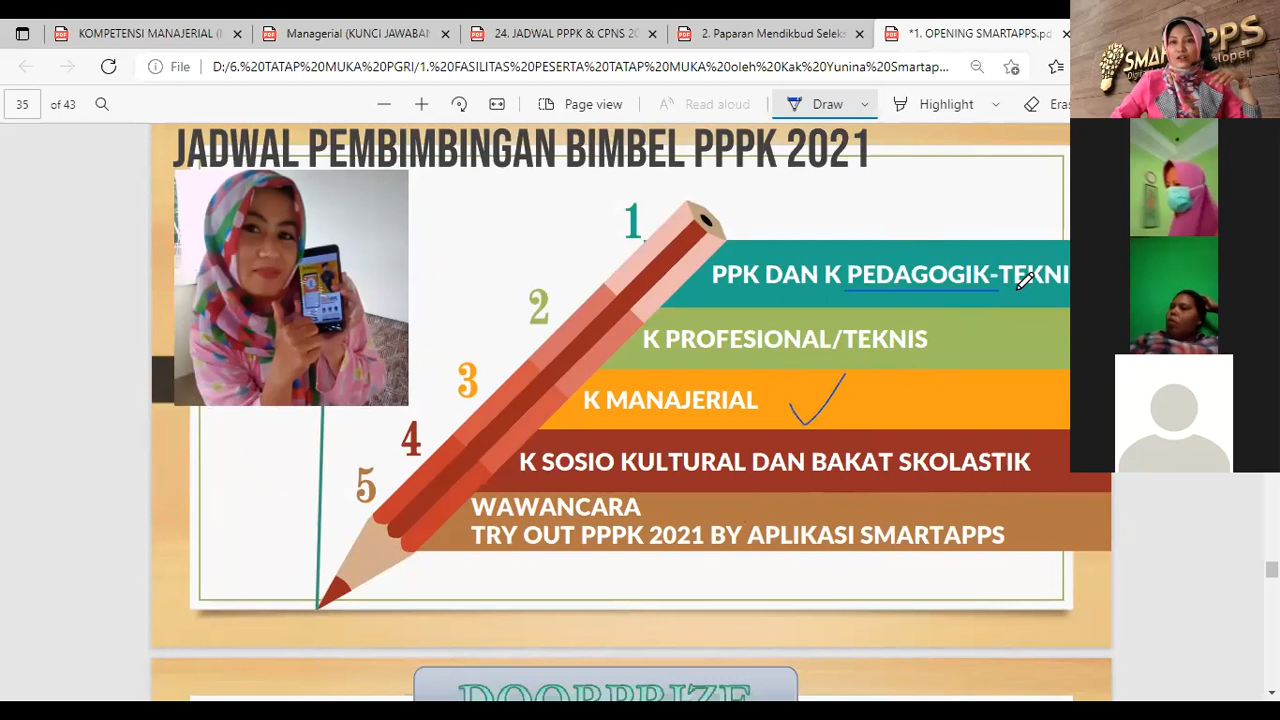 KOMPETENSI MANAJERIAL (
Managerial (KUNCI JAWABAN
24. JADWAL PPPK & CPNS 20
2. Paparan Mendikbud Seleks
*1. OPENING SMARTAPPS.pd
File
D:/6.%20TATAP%20MUKA%20PGRI/1.%20FASILITAS%20PESERTA%20TATAP%20MUKA%20oleh%20Kak%20Yunina%20Smartap...
35
of 43
Page view
Read aloud
Draw
Highlight
Eras
JADWAL PEMBIMBINGAN BIMBEL PPPK 2021
1
PPK DAN K PEDAGOGIK-TEKNI
2
K PROFESIONAL/TEKNIS
3
K MANAJERIAL
4
K SOSIO KULTURAL DAN BAKAT SKOLASTIK
5
WAWANCARA
TRY OUT PPPK 2021 BY APLIKASI SMARTAPPS
DOORPRIZE